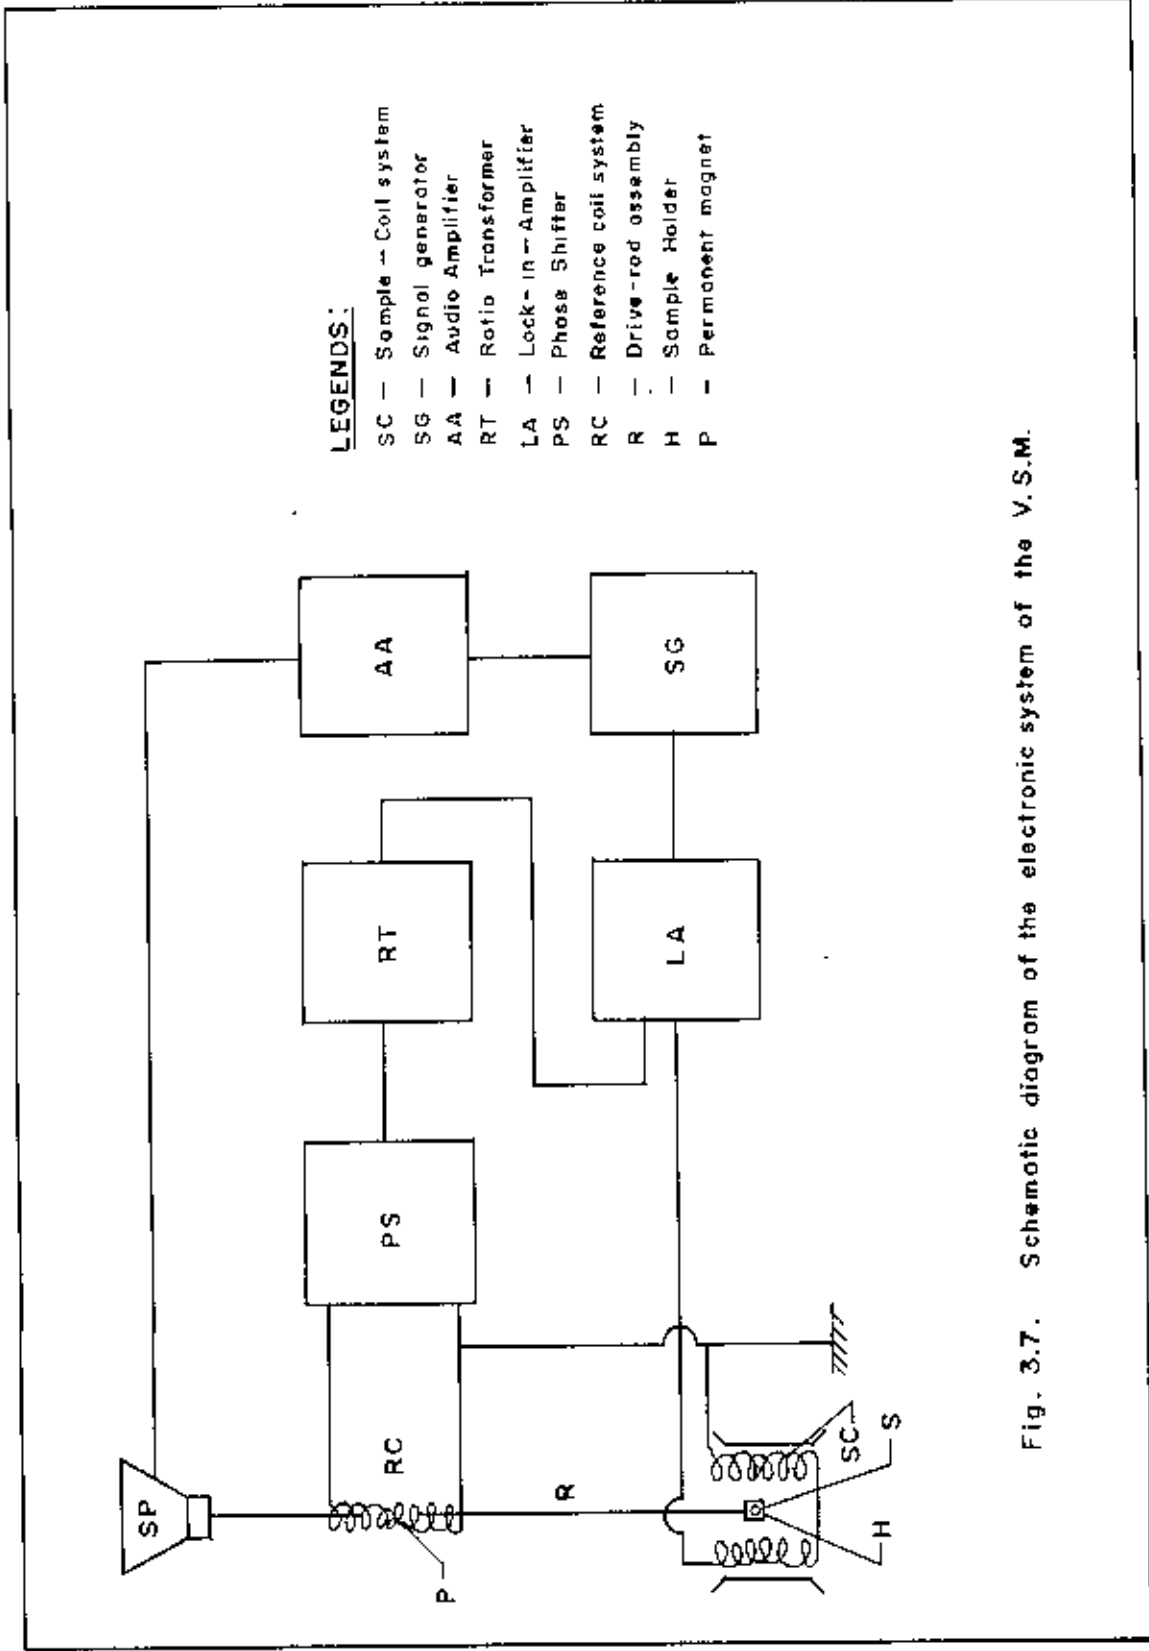 SP
AA
RT
PS
RC
P
R
SG
LA
SC
S
H
LEGENDS:
SC — Sample — Coil system
SG — Signal generator
AA — Audio Amplifier
RT — Ratio Transformer
LA — Lock-in-Amplifier
PS — Phase Shifter
RC — Reference coil system
R — Drive-rod assembly
H — Sample Holder
P — Permanent magnet
Fig. 3.7. Schematic diagram of the electronic system of the V.S.M.